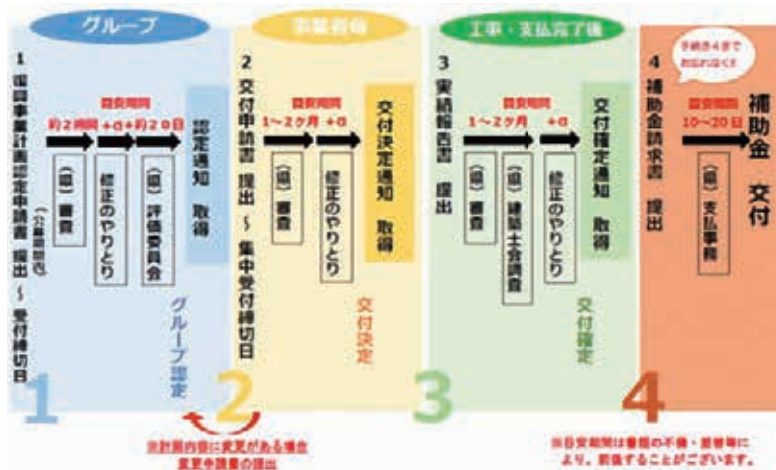 グループ
1 復興事業計画認定申請書 提出 ～ 受付締切日
(公募期間内)
目安期間
約2週間 +α +約20日
(県) 審査
修正のやりとり
(県) 評価委員会
認定通知 取得
グループ認定
1
事業者毎
2 交付申請書 提出 ～ 集中受付締切日
目安期間
1～2ヶ月 +α
(県) 審査
修正のやりとり
交付決定通知 取得
交付決定
2
※計画内容に変更がある場合
変更申請書の提出
工事・支払完了後
3 実績報告書 提出
目安期間
1～2ヶ月 +α
(県) 審査
(県) 建築士会調査
修正のやりとり
交付確定通知 取得
交付確定
3
手続き4まで
お忘れなく!!
4 補助金請求書 提出
目安期間
10～20日
(県) 支払事務
補助金 交付
4
※目安期間は書類の不備・差替等に
より、前後することがございます。